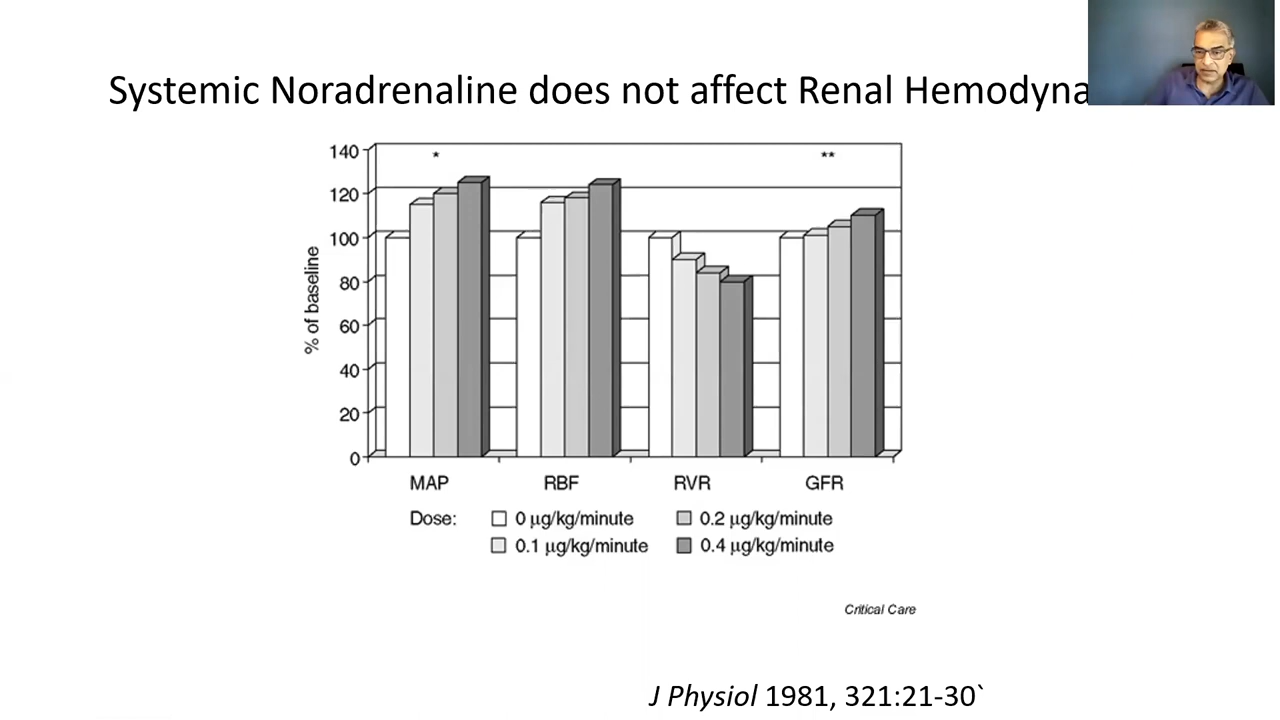 Systemic Noradrenaline does not affect Renal Hemodyna
140
120
100
80
60
40
20
0
% of baseline
*
**
MAP RBF RVR GFR
Dose: 0 µg/kg/minute 0.2 µg/kg/minute
0.1 µg/kg/minute 0.4 µg/kg/minute
Critical Care
J Physiol 1981, 321:21-30`